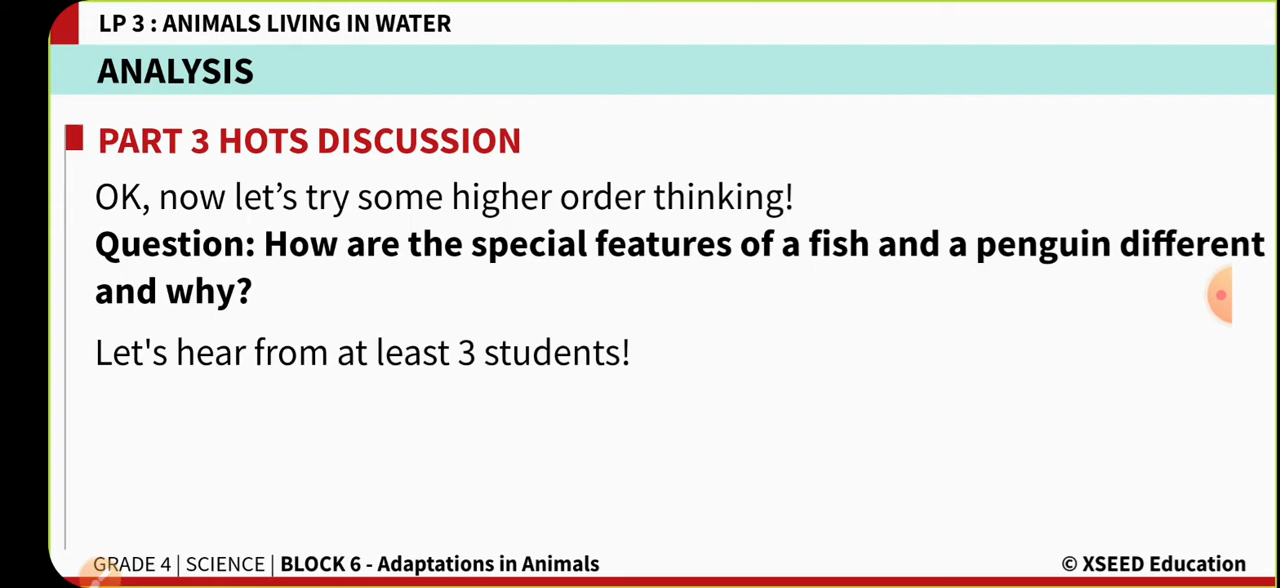 LP 3 : ANIMALS LIVING IN WATER
ANALYSIS
PART 3 HOTS DISCUSSION
OK, now let’s try some higher order thinking!
Question: How are the special features of a fish and a penguin different
and why?
Let's hear from at least 3 students!
GRADE 4 | SCIENCE | BLOCK 6 - Adaptations in Animals
© XSEED Education